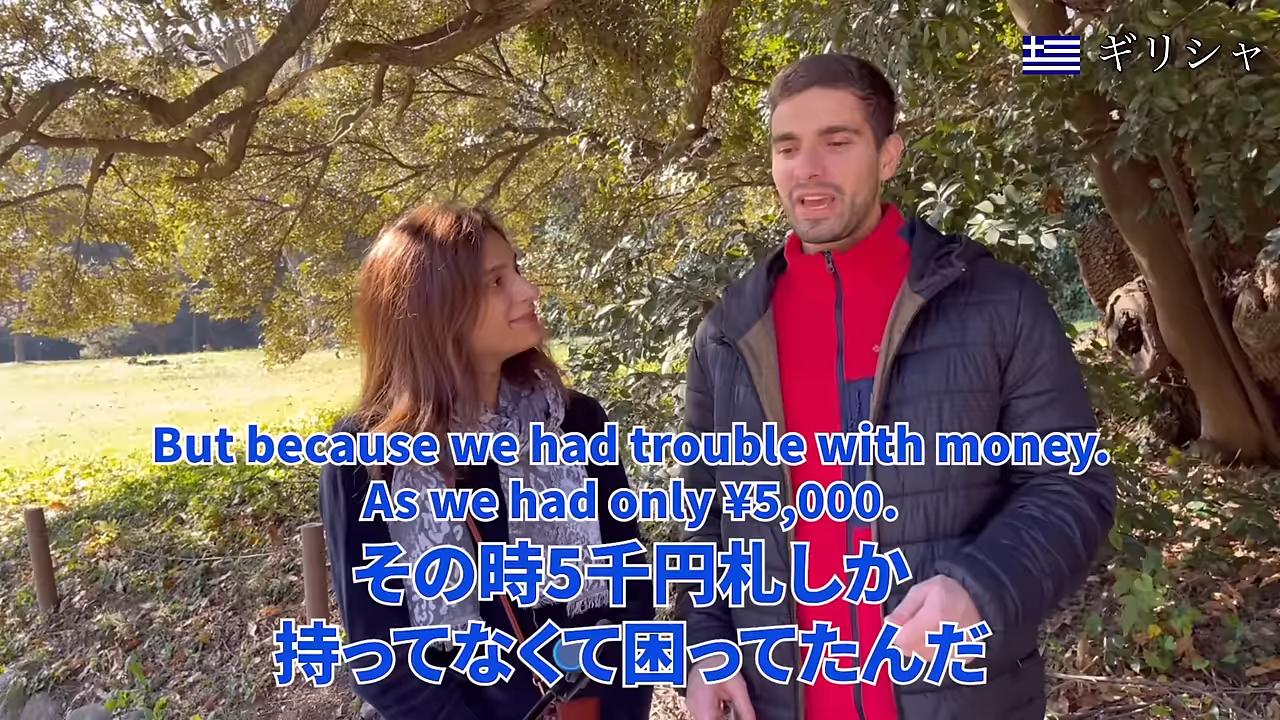 ギリシャ
But because we had trouble with money.
As we had only ¥5,000.
その時5千円札しか
持ってなくて困ってたんだ